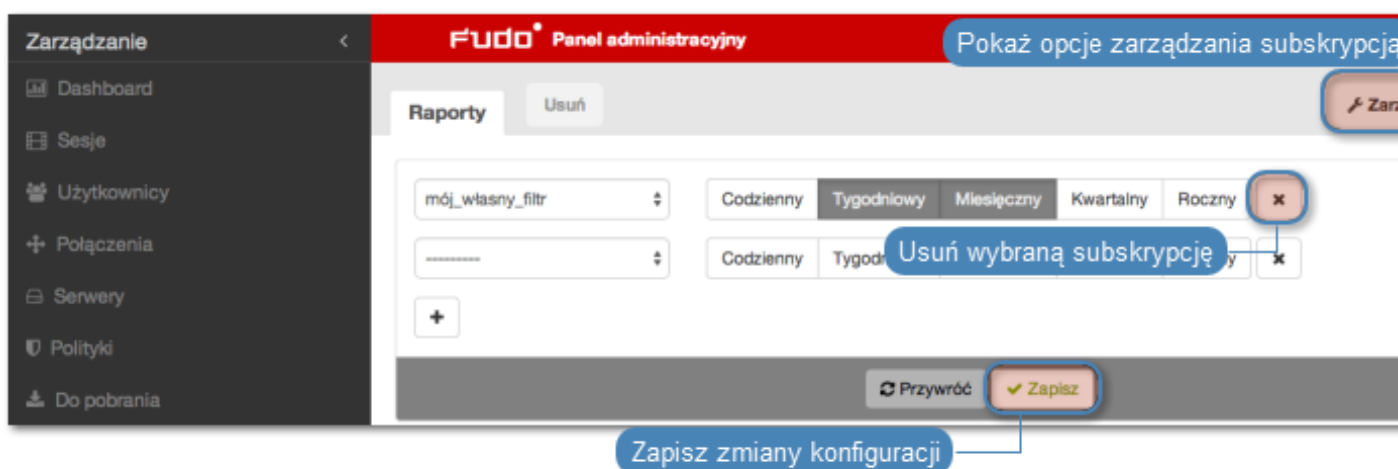 Zarządzanie
FUDO Panel administracyjny
Pokaż opcje zarządzania subskrypcją
Dashboard
Raporty
Usuń
Sesje
Użytkownicy
mój_własny_filtr
Codzienny Tygodniowy Miesięczny Kwartalny Roczny
Połączenia
---------
Codzienny
Usuń wybraną subskrypcję
Serwery
Polityki
Do pobrania
Przywróć
Zapisz
Zapisz zmiany konfiguracji